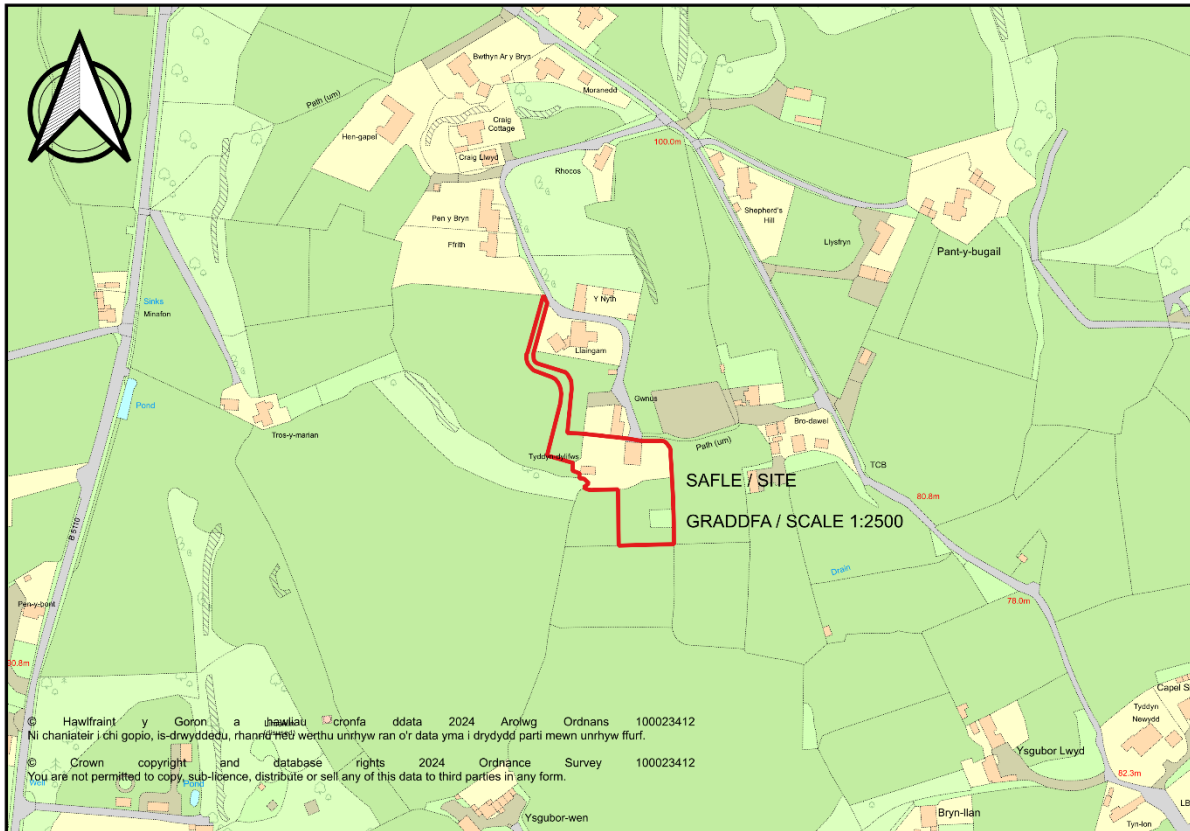 Bwthyn Ar y Bryn
Path (um)
Moranedd
Hen-gapel
Craig
Cottage
100.0m
Craig Llwyd
Rhocos
Shepherd's
Hill
Pen y Bryn
Llysfryn
Ffrith
Pant-y-bugail
Sinks
Minafon
Y Nyth
Llaingam
Pond
Gwnus
Bro-dawel
Tros-y-marian
Path (um)
Tyddyn-dylifws
TCB
SAFLE / SITE
80.8m
GRADDFA / SCALE 1:2500
B 5110
Drain
Pen-y-bont
78.0m
90.8m
Capel S
Tyddyn
Newydd
© Hawlfraint y Goron a hawliau cronfa ddata 2024 Arolwg Ordnans 100023412
Ni chaniateir i chi gopio, is-drwyddedu, rhannu neu werthu unrhyw ran o'r data yma i drydydd parti mewn unrhyw ffurf.
Ysgubor Lwyd
© Crown copyright and database rights 2024 Ordnance Survey 100023412
You are not permitted to copy, sub-licence, distribute or sell any of this data to third parties in any form.
82.3m
Well
Pond
LB
Ysgubor-wen
Bryn-llan
Tyn-lon